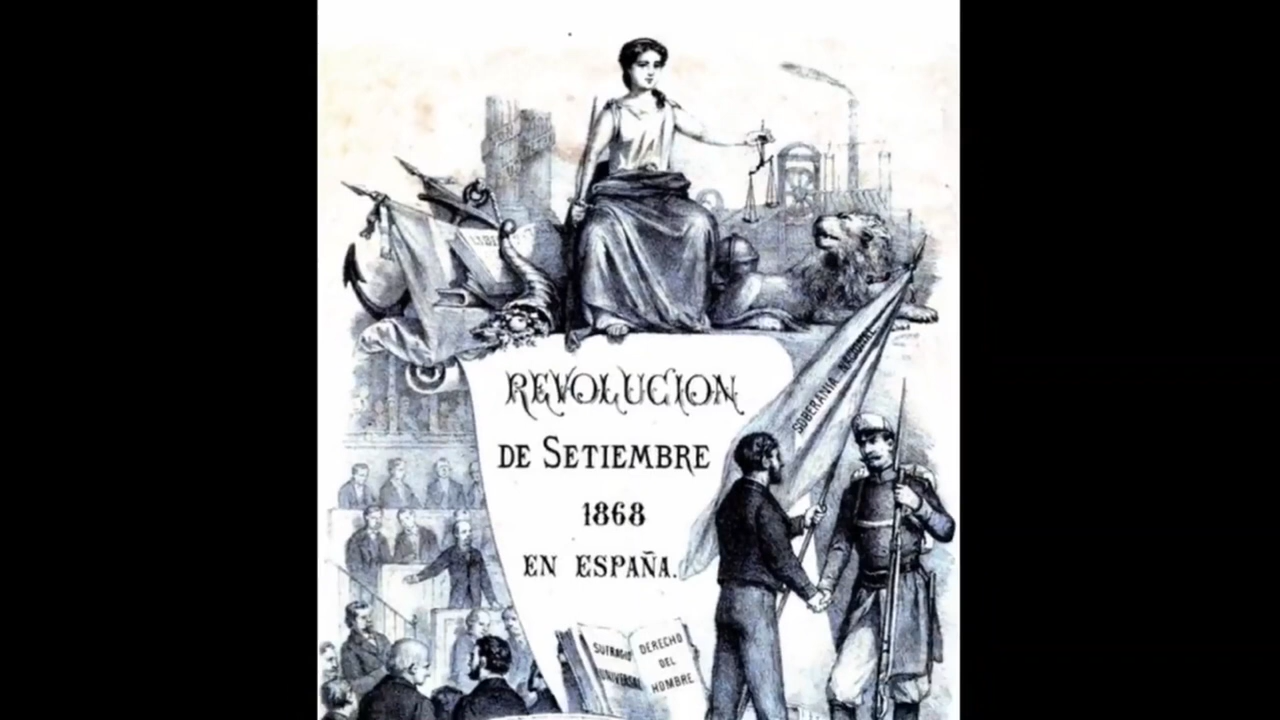 REVOLUCION
DE SETIEMBRE
1868
EN ESPAÑA.
SOBERANIA NACIONAL
SUFRAGIO
UNIVERSAL
DERECHO
DEL
HOMBRE